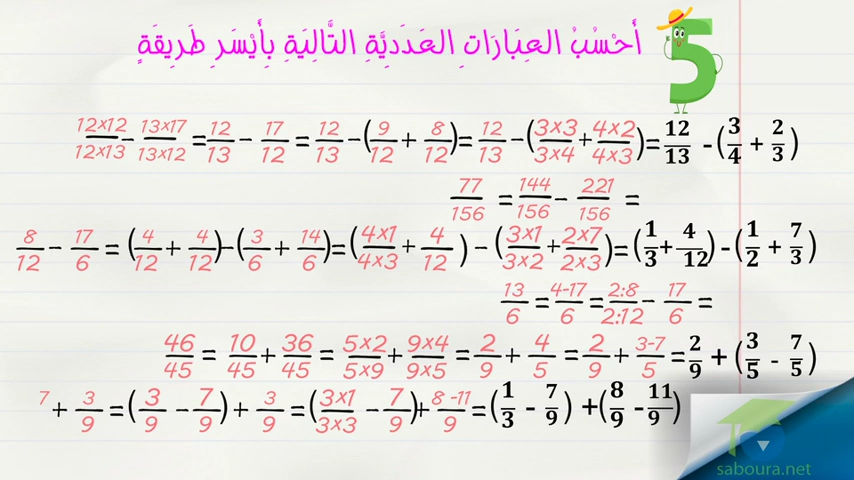 أَحْسُبُ العِبَارَاتِ العَدَدِيَّةِ التَّالِيَةِ بِأَيْسَرِ طَرِيقَةٍ 5
12×12/12×13 − 13×17/13×12 = 12/13 − 17/12 = 12/13 − (9/12 + 8/12) = 12/13 − (3×3/3×4 + 4×2/4×3) = 12/13 - (3/4 + 2/3)
77/156 = 144/156 − 221/156 =
8/12 − 17/6 = (4/12 + 4/12) − (3/6 + 14/6) = (4×1/4×3 + 4/12) − (3×1/3×2 + 2×7/2×3) = (1/3 + 4/12) - (1/2 + 7/3)
13/6 = 4-17/6 = 2:8/2:12 − 17/6 =
46/45 = 10/45 + 36/45 = 5×2/5×9 + 9×4/9×5 = 2/9 + 4/5 = 2/9 + 3-7/5 = 2/9 + (3/5 - 7/5)
7 + 3/9 = (3/9 − 7/9) + 3/9 = (3×1/3×3 − 7/9) + 8-11/9 = (1/3 - 7/9) + (8/9 - 11/9)
saboura.net